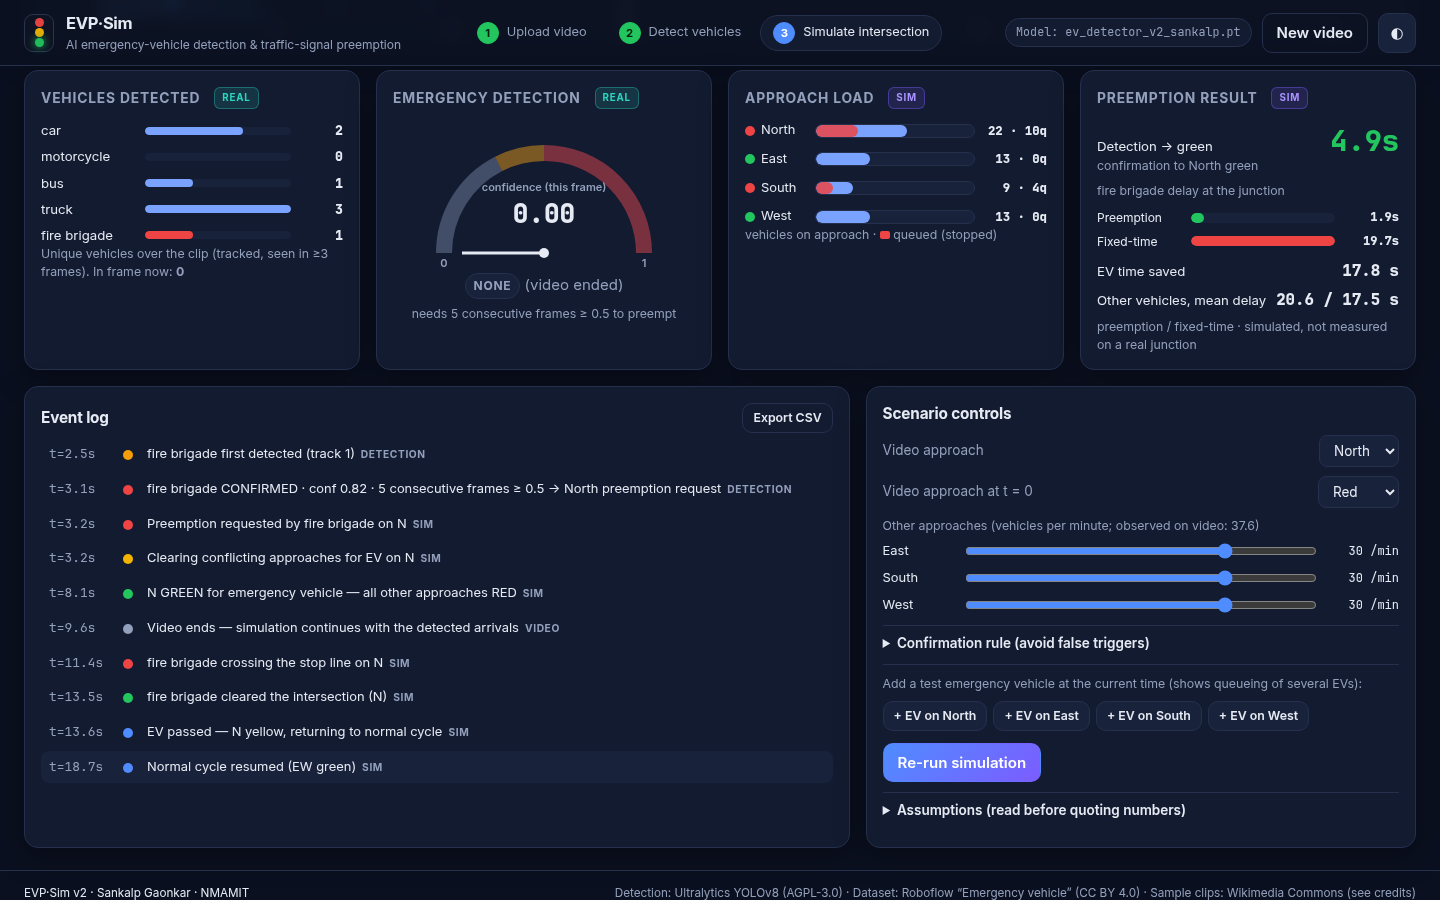 EVP·Sim
AI emergency-vehicle detection & traffic-signal preemption
1 Upload video
2 Detect vehicles
3 Simulate intersection
Model: ev_detector_v2_sankalp.pt
New video
VEHICLES DETECTED REAL
car 2
motorcycle 0
bus 1
truck 3
fire brigade 1
Unique vehicles over the clip (tracked, seen in ≥3
frames). In frame now: 0
EMERGENCY DETECTION REAL
confidence (this frame)
0.00
0 1
NONE (video ended)
needs 5 consecutive frames ≥ 0.5 to preempt
APPROACH LOAD SIM
North 22 · 10q
East 13 · 0q
South 9 · 4q
West 13 · 0q
vehicles on approach · queued (stopped)
PREEMPTION RESULT SIM
Detection → green 4.9s
confirmation to North green
fire brigade delay at the junction
Preemption 1.9s
Fixed-time 19.7s
EV time saved 17.8 s
Other vehicles, mean delay 20.6 / 17.5 s
preemption / fixed-time · simulated, not measured
on a real junction
Event log
Export CSV
t=2.5s fire brigade first detected (track 1) DETECTION
t=3.1s fire brigade CONFIRMED · conf 0.82 · 5 consecutive frames ≥ 0.5 → North preemption request DETECTION
t=3.2s Preemption requested by fire brigade on N SIM
t=3.2s Clearing conflicting approaches for EV on N SIM
t=8.1s N GREEN for emergency vehicle — all other approaches RED SIM
t=9.6s Video ends — simulation continues with the detected arrivals VIDEO
t=11.4s fire brigade crossing the stop line on N SIM
t=13.5s fire brigade cleared the intersection (N) SIM
t=13.6s EV passed — N yellow, returning to normal cycle SIM
t=18.7s Normal cycle resumed (EW green) SIM
Scenario controls
Video approach North
Video approach at t = 0 Red
Other approaches (vehicles per minute; observed on video: 37.6)
East 30 /min
South 30 /min
West 30 /min
Confirmation rule (avoid false triggers)
Add a test emergency vehicle at the current time (shows queueing of several EVs):
+ EV on North + EV on East + EV on South + EV on West
Re-run simulation
Assumptions (read before quoting numbers)
EVP·Sim v2 · Sankalp Gaonkar · NMAMIT
Detection: Ultralytics YOLOv8 (AGPL-3.0) · Dataset: Roboflow “Emergency vehicle” (CC BY 4.0) · Sample clips: Wikimedia Commons (see credits)